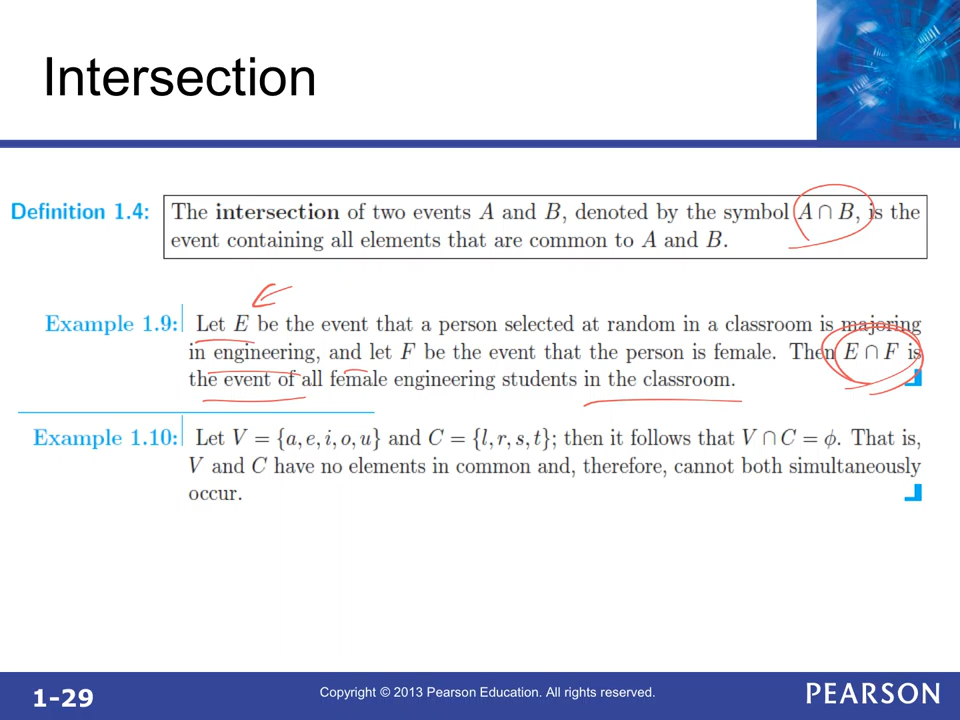 Intersection
Definition 1.4: The intersection of two events A and B, denoted by the symbol A ∩ B, is the
event containing all elements that are common to A and B.
Example 1.9: Let E be the event that a person selected at random in a classroom is majoring
in engineering, and let F be the event that the person is female. Then E ∩ F is
the event of all female engineering students in the classroom.
Example 1.10: Let V = {a, e, i, o, u} and C = {l, r, s, t}; then it follows that V ∩ C = ϕ. That is,
V and C have no elements in common and, therefore, cannot both simultaneously
occur.
1-29
Copyright © 2013 Pearson Education. All rights reserved.
PEARSON